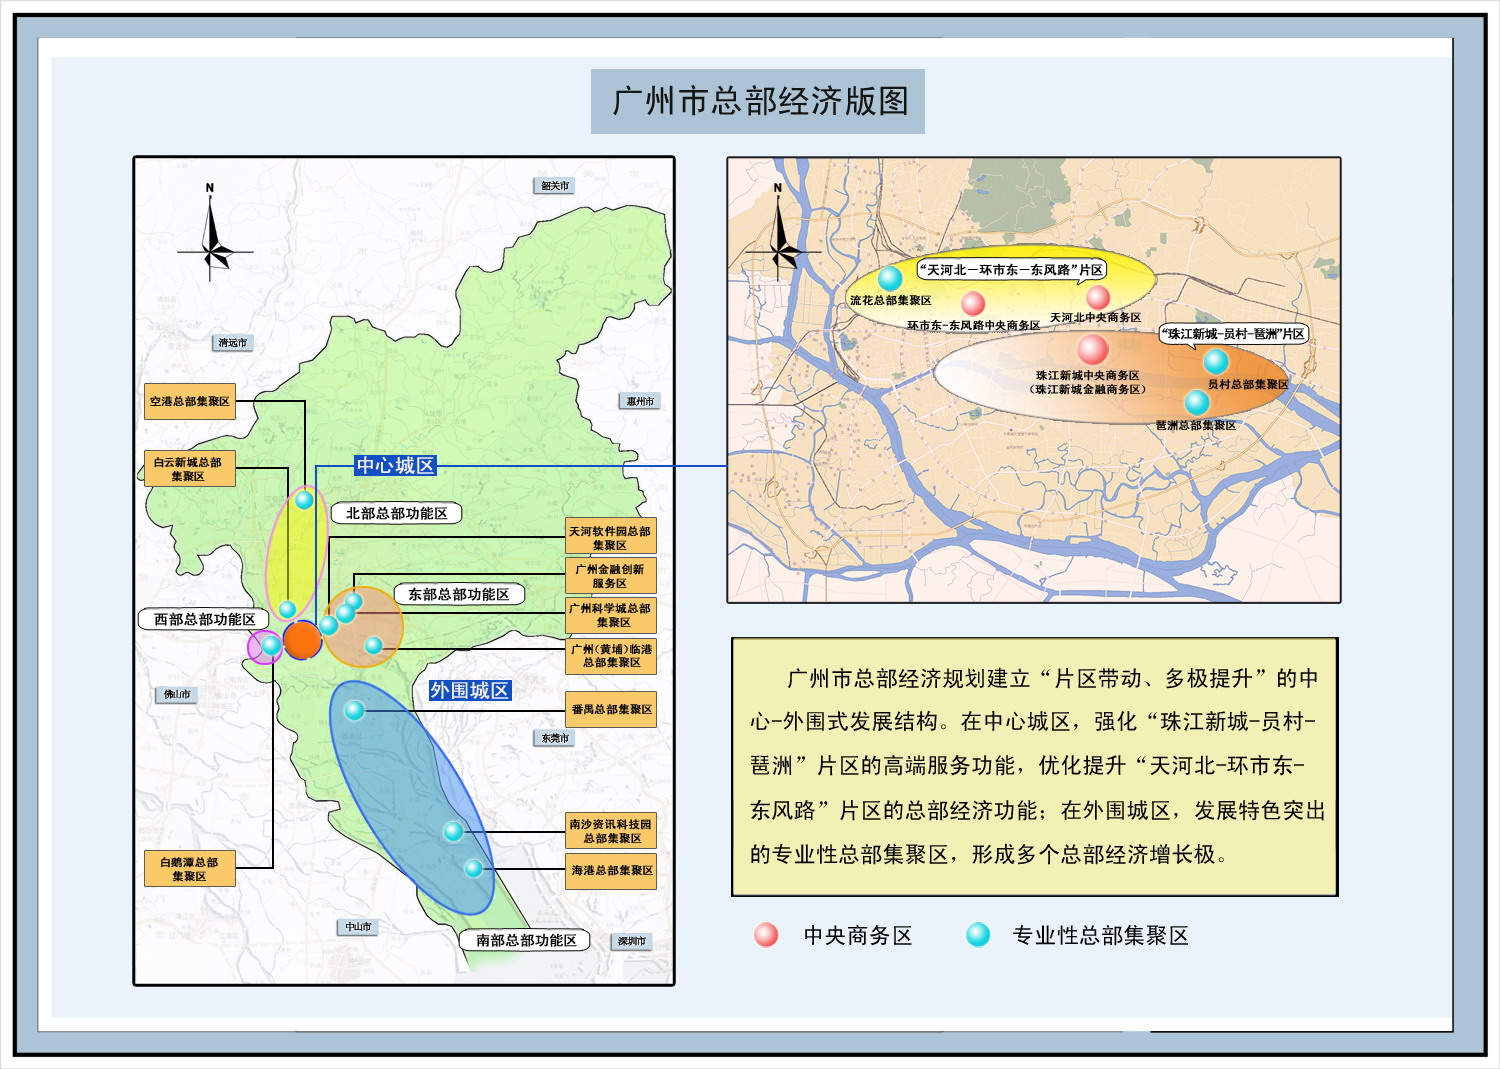 广州市总部经济版图
N
韶关市
清远市
惠州市
空港总部集聚区
白云新城总部
集聚区
中心城区
北部总部功能区
天河软件园总部
集聚区
广州金融创新
服务区
东部总部功能区
广州科学城总部
集聚区
西部总部功能区
广州(黄埔)临港
总部集聚区
外围城区
佛山市
番禺总部集聚区
东莞市
南沙资讯科技园
总部集聚区
白鹅潭总部
集聚区
海港总部集聚区
中山市
南部总部功能区
深圳市
N
“天河北－环市东－东风路”片区
流花总部集聚区
环市东-东风路中央商务区
天河北中央商务区
“珠江新城-员村-琶洲”片区
珠江新城中央商务区
（珠江新城金融商务区）
员村总部集聚区
琶洲总部集聚区
广州市总部经济规划建立“片区带动、多极提升”的中
心-外围式发展结构。在中心城区，强化“珠江新城-员村-
琶洲”片区的高端服务功能，优化提升“天河北-环市东-
东风路”片区的总部经济功能；在外围城区，发展特色突出
的专业性总部集聚区，形成多个总部经济增长极。
中央商务区
专业性总部集聚区